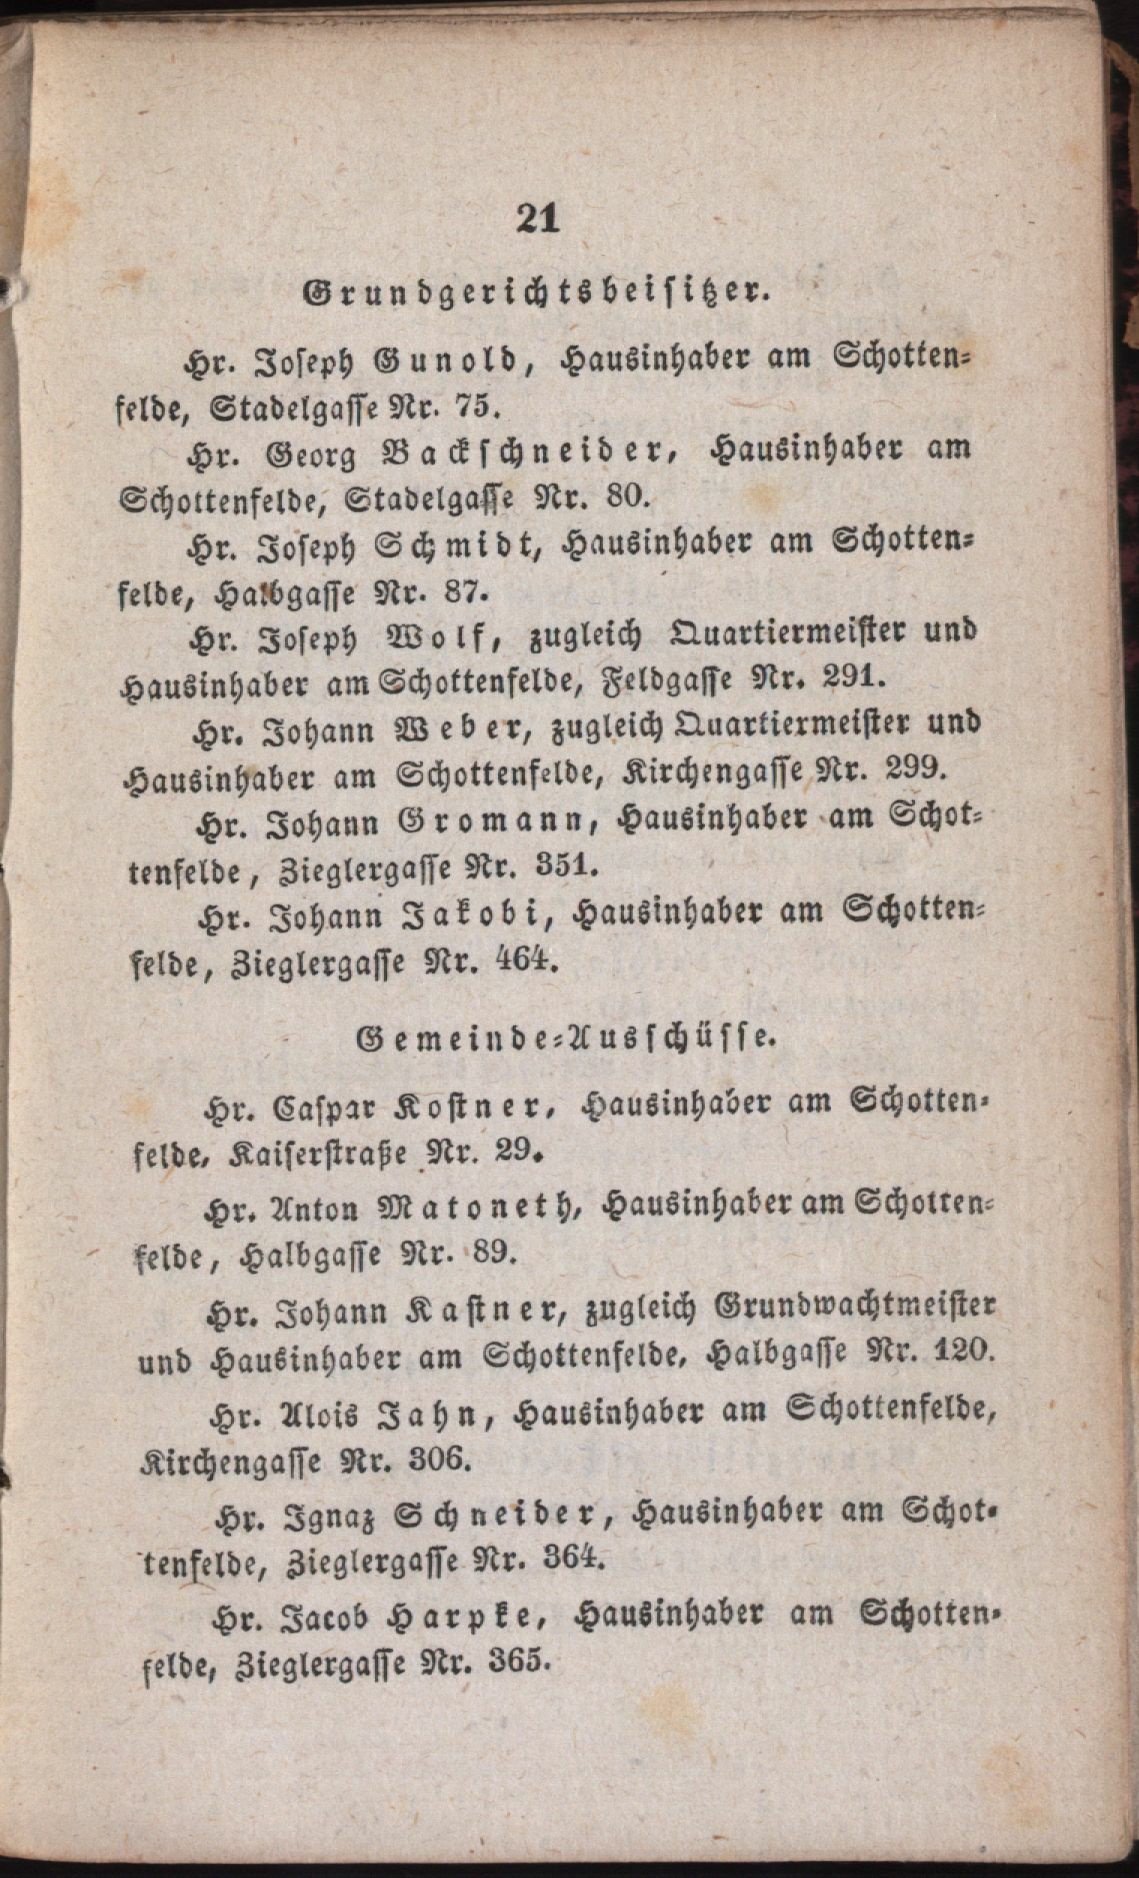 21
Grundgerichtsbeisitzer.
Hr. Joseph Gunold, Hausinhaber am Schotten-
felde, Stadelgasse Nr. 75.
Hr. Georg Backschneider, Hausinhaber am
Schottenfelde, Stadelgasse Nr. 80.
Hr. Joseph Schmidt, Hausinhaber am Schotten-
felde, Halbgasse Nr. 87.
Hr. Joseph Wolf, zugleich Quartiermeister und
Hausinhaber am Schottenfelde, Feldgasse Nr. 291.
Hr. Johann Weber, zugleich Quartiermeister und
Hausinhaber am Schottenfelde, Kirchengasse Nr. 299.
Hr. Johann Gromann, Hausinhaber am Schot-
tenfelde, Zieglergasse Nr. 351.
Hr. Johann Jakobi, Hausinhaber am Schotten-
felde, Zieglergasse Nr. 464.
Gemeinde-Ausschüsse.
Hr. Caspar Kostner, Hausinhaber am Schotten-
felde, Kaiserstraße Nr. 29.
Hr. Anton Matoneth, Hausinhaber am Schotten-
felde, Halbgasse Nr. 89.
Hr. Johann Kastner, zugleich Grundwachtmeister
und Hausinhaber am Schottenfelde, Halbgasse Nr. 120.
Hr. Alois Jahn, Hausinhaber am Schottenfelde,
Kirchengasse Nr. 306.
Hr. Ignaz Schneider, Hausinhaber am Schot-
tenfelde, Zieglergasse Nr. 364.
Hr. Jacob Harpke, Hausinhaber am Schotten-
felde, Zieglergasse Nr. 365.